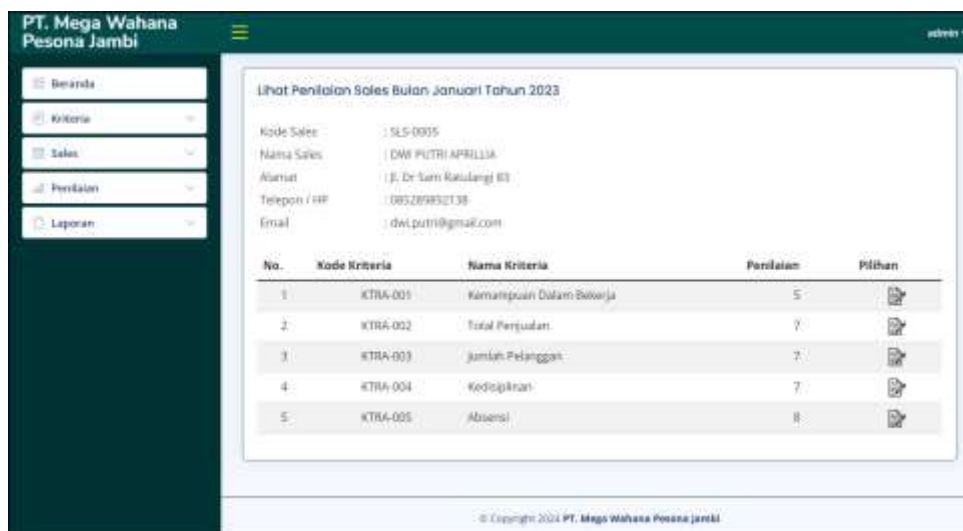 PT. Mega Wahana
Pesona Jambi
admin
Beranda
Kriteria
Sales
Penilaian
Laporan
Lihat Penilaian Sales Bulan Januari Tahun 2023
Kode Sales : SLS-0005
Nama Sales : DWI PUTRI APRILLIA
Alamat : Jl. Dr Sam Ratulangi 83
Telepon / HP : 085289852138
Email : dwi.putri@gmail.com
No. Kode Kriteria Nama Kriteria Penilaian Pilihan
1 KTRA-001 Kemampuan Dalam Bekerja 5
2 KTRA-002 Total Penjualan 7
3 KTRA-003 Jumlah Pelanggan 7
4 KTRA-004 Kedisiplinan 7
5 KTRA-005 Absensi 8
© Copyright 2024 PT. Mega Wahana Pesona Jambi